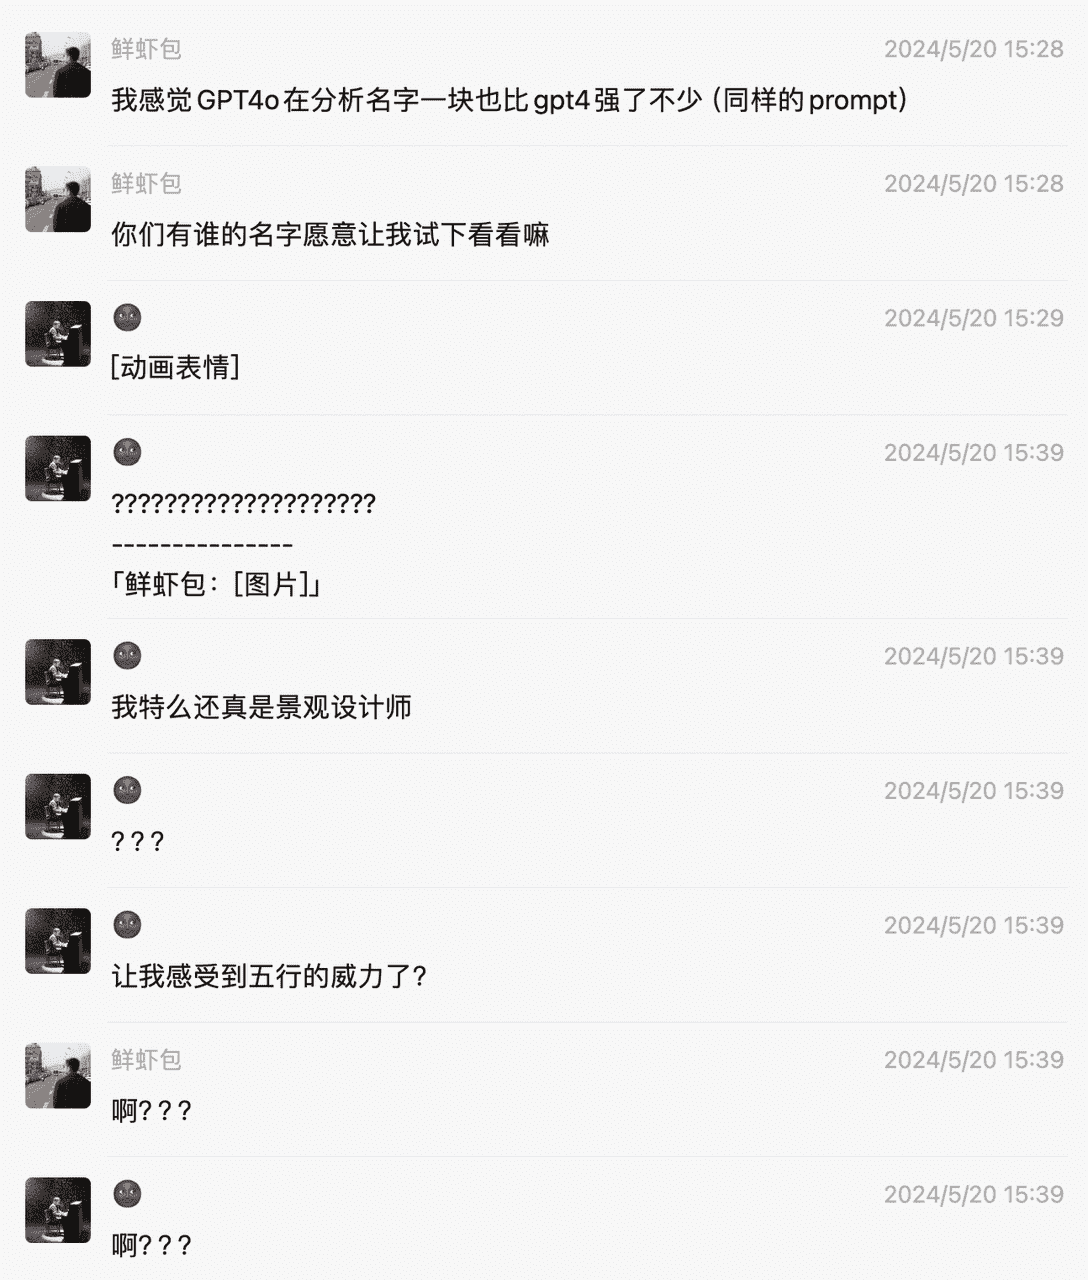 鲜虾包 2024/5/20 15:28
我感觉GPT4o在分析名字一块也比gpt4强了不少（同样的prompt）
鲜虾包 2024/5/20 15:28
你们有谁的名字愿意让我试下看看嘛
🌚 2024/5/20 15:29
[动画表情]
🌚 2024/5/20 15:39
????????????????????
---------------
「鲜虾包：[图片]」
🌚 2024/5/20 15:39
我特么还真是景观设计师
🌚 2024/5/20 15:39
？？？
🌚 2024/5/20 15:39
让我感受到五行的威力了?
鲜虾包 2024/5/20 15:39
啊？？？
🌚 2024/5/20 15:39
啊？？？